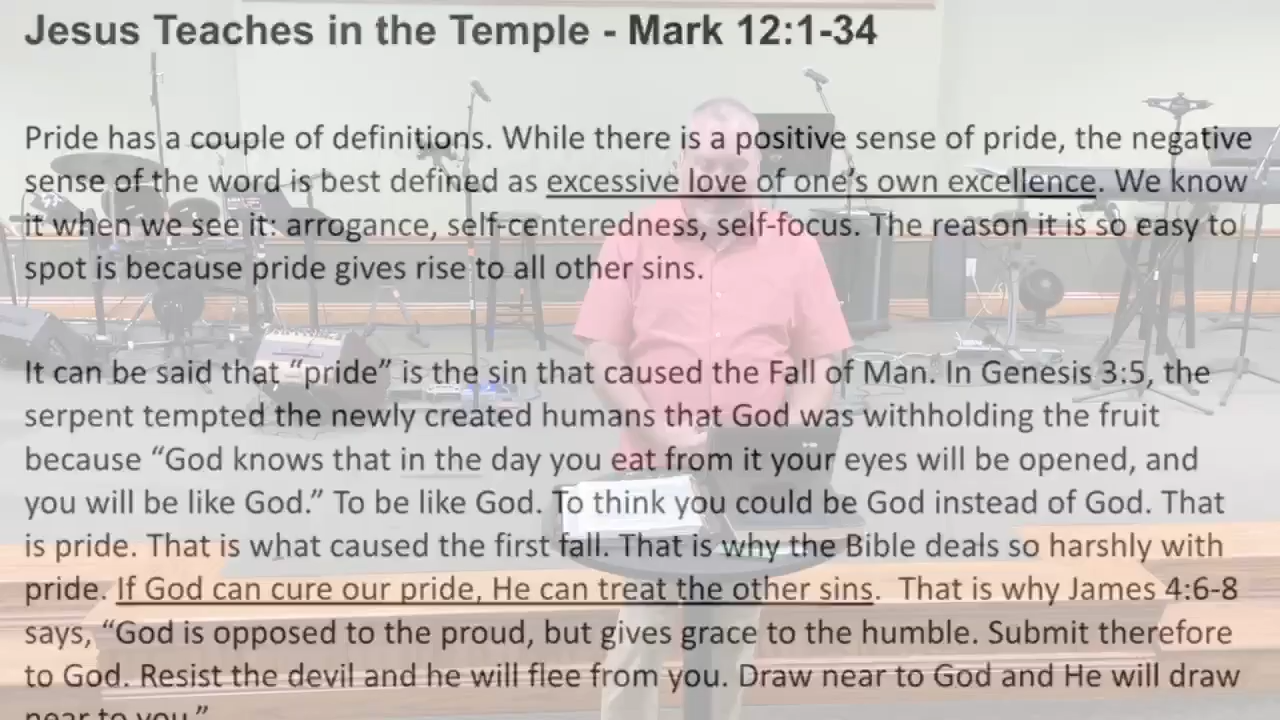 Jesus Teaches in the Temple - Mark 12:1-34
Pride has a couple of definitions. While there is a positive sense of pride, the negative
sense of the word is best defined as excessive love of one’s own excellence. We know
it when we see it: arrogance, self-centeredness, self-focus. The reason it is so easy to
spot is because pride gives rise to all other sins.
It can be said that “pride” is the sin that caused the Fall of Man. In Genesis 3:5, the
serpent tempted the newly created humans that God was withholding the fruit
because “God knows that in the day you eat from it your eyes will be opened, and
you will be like God.” To be like God. To think you could be God instead of God. That
is pride. That is what caused the first fall. That is why the Bible deals so harshly with
pride. If God can cure our pride, He can treat the other sins.  That is why James 4:6-8
says, “God is opposed to the proud, but gives grace to the humble. Submit therefore
to God. Resist the devil and he will flee from you. Draw near to God and He will draw
near to you.”